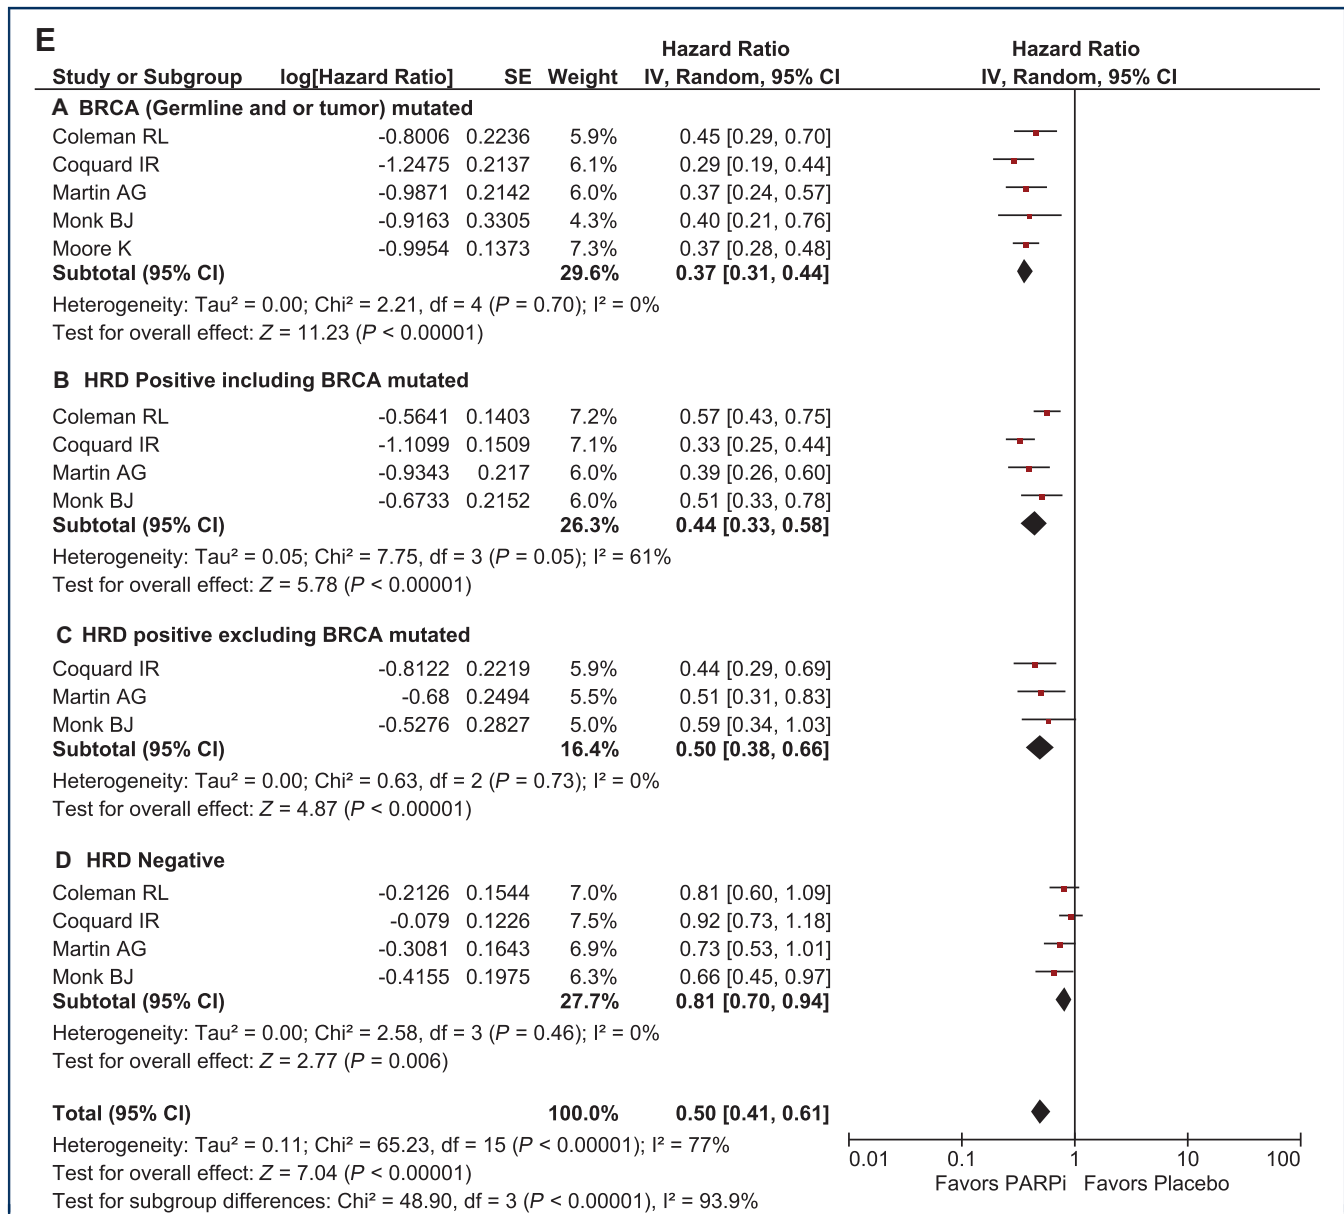 E
Hazard Ratio Hazard Ratio
Study or Subgroup log[Hazard Ratio] SE Weight IV, Random, 95% CI IV, Random, 95% CI
A BRCA (Germline and or tumor) mutated
Coleman RL -0.8006 0.2236 5.9% 0.45 [0.29, 0.70]
Coquard IR -1.2475 0.2137 6.1% 0.29 [0.19, 0.44]
Martin AG -0.9871 0.2142 6.0% 0.37 [0.24, 0.57]
Monk BJ -0.9163 0.3305 4.3% 0.40 [0.21, 0.76]
Moore K -0.9954 0.1373 7.3% 0.37 [0.28, 0.48]
Subtotal (95% CI) 29.6% 0.37 [0.31, 0.44]
Heterogeneity: Tau² = 0.00; Chi² = 2.21, df = 4 (P = 0.70); I² = 0%
Test for overall effect: Z = 11.23 (P < 0.00001)
B HRD Positive including BRCA mutated
Coleman RL -0.5641 0.1403 7.2% 0.57 [0.43, 0.75]
Coquard IR -1.1099 0.1509 7.1% 0.33 [0.25, 0.44]
Martin AG -0.9343 0.217 6.0% 0.39 [0.26, 0.60]
Monk BJ -0.6733 0.2152 6.0% 0.51 [0.33, 0.78]
Subtotal (95% CI) 26.3% 0.44 [0.33, 0.58]
Heterogeneity: Tau² = 0.05; Chi² = 7.75, df = 3 (P = 0.05); I² = 61%
Test for overall effect: Z = 5.78 (P < 0.00001)
C HRD positive excluding BRCA mutated
Coquard IR -0.8122 0.2219 5.9% 0.44 [0.29, 0.69]
Martin AG -0.68 0.2494 5.5% 0.51 [0.31, 0.83]
Monk BJ -0.5276 0.2827 5.0% 0.59 [0.34, 1.03]
Subtotal (95% CI) 16.4% 0.50 [0.38, 0.66]
Heterogeneity: Tau² = 0.00; Chi² = 0.63, df = 2 (P = 0.73); I² = 0%
Test for overall effect: Z = 4.87 (P < 0.00001)
D HRD Negative
Coleman RL -0.2126 0.1544 7.0% 0.81 [0.60, 1.09]
Coquard IR -0.079 0.1226 7.5% 0.92 [0.73, 1.18]
Martin AG -0.3081 0.1643 6.9% 0.73 [0.53, 1.01]
Monk BJ -0.4155 0.1975 6.3% 0.66 [0.45, 0.97]
Subtotal (95% CI) 27.7% 0.81 [0.70, 0.94]
Heterogeneity: Tau² = 0.00; Chi² = 2.58, df = 3 (P = 0.46); I² = 0%
Test for overall effect: Z = 2.77 (P = 0.006)
Total (95% CI) 100.0% 0.50 [0.41, 0.61]
Heterogeneity: Tau² = 0.11; Chi² = 65.23, df = 15 (P < 0.00001); I² = 77%
Test for overall effect: Z = 7.04 (P < 0.00001)
Test for subgroup differences: Chi² = 48.90, df = 3 (P < 0.00001), I² = 93.9%
0.01 0.1 1 10 100
Favors PARPi Favors Placebo